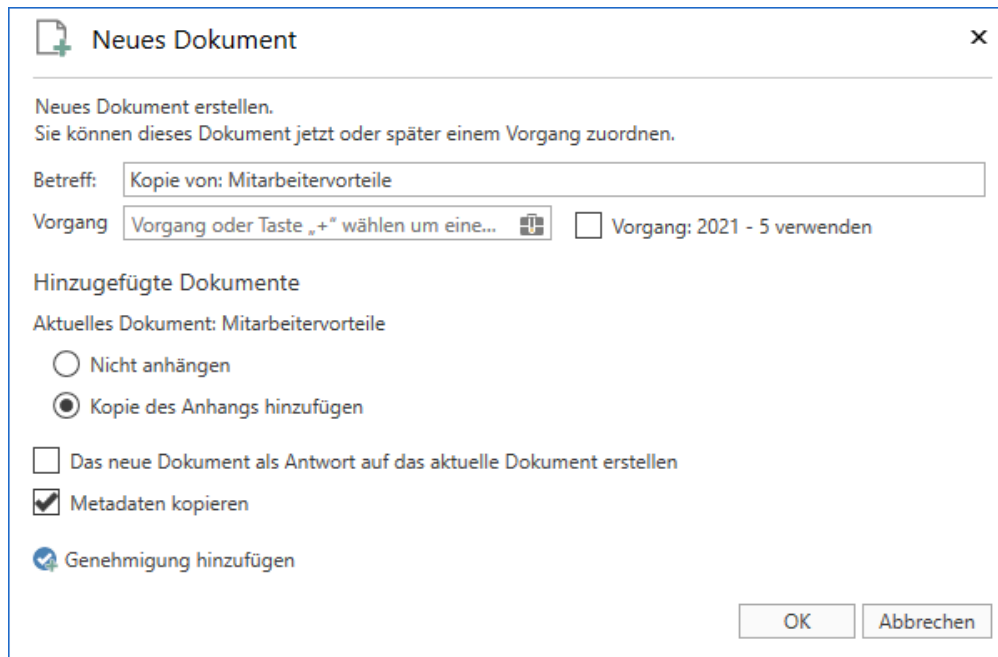 Neues Dokument
Neues Dokument erstellen.
Sie können dieses Dokument jetzt oder später einem Vorgang zuordnen.
Betreff: Kopie von: Mitarbeitervorteile
Vorgang Vorgang oder Taste „+“ wählen um eine... Vorgang: 2021 - 5 verwenden
Hinzugefügte Dokumente
Aktuelles Dokument: Mitarbeitervorteile
Nicht anhängen
Kopie des Anhangs hinzufügen
Das neue Dokument als Antwort auf das aktuelle Dokument erstellen
Metadaten kopieren
Genehmigung hinzufügen
OK Abbrechen